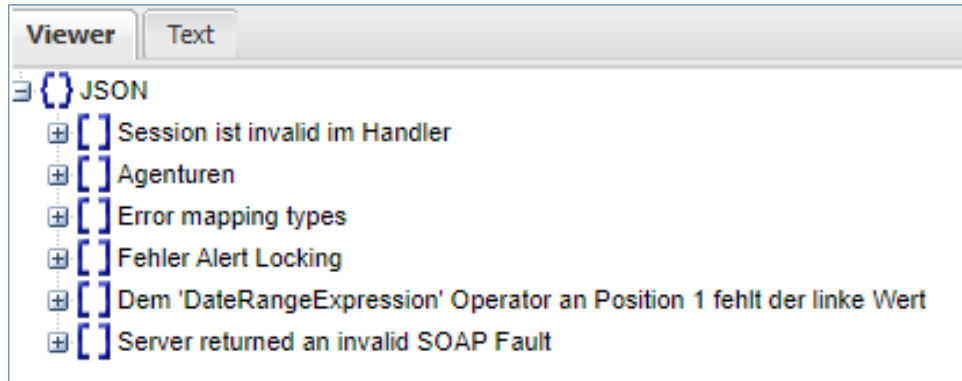 Viewer Text
JSON
Session ist invalid im Handler
Agenturen
Error mapping types
Fehler Alert Locking
Dem 'DateRangeExpression' Operator an Position 1 fehlt der linke Wert
Server returned an invalid SOAP Fault